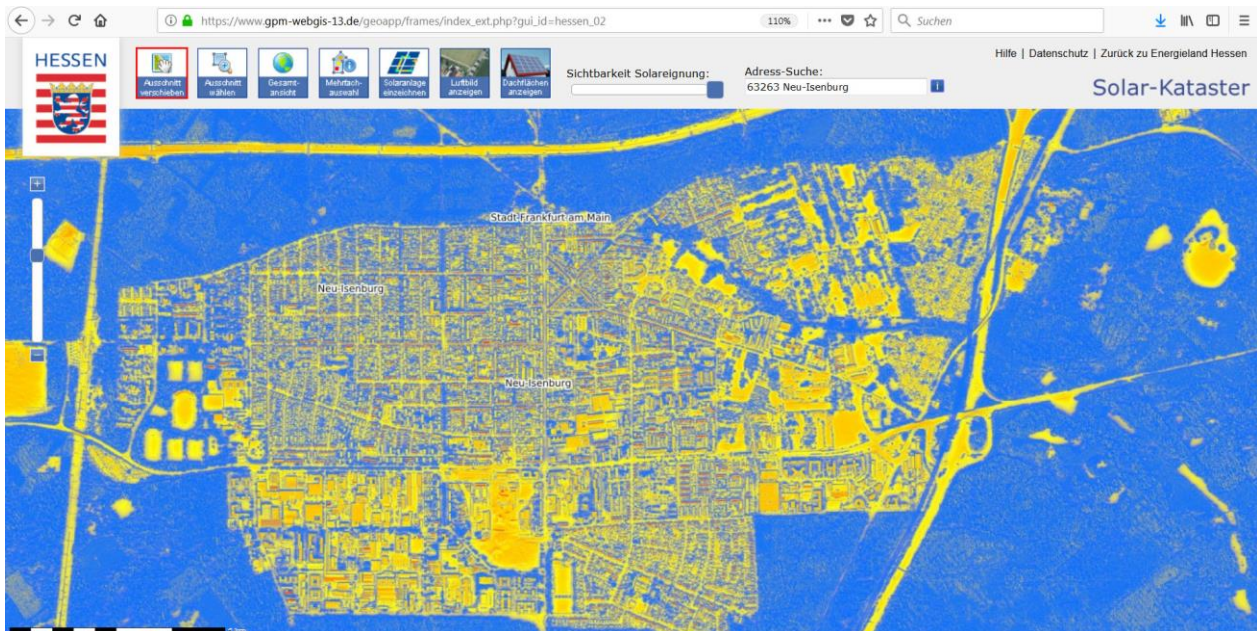 https://www.gpm-webgis-13.de/geoapp/frames/index_ext.php?gui_id=hessen_02
110%
Suchen
HESSEN
Ausschnitt
verschieben
Ausschnitt
wählen
Gesamt-
ansicht
Mehrfach-
auswahl
Solaranlage
einzeichnen
Luftbild
anzeigen
Dachflächen
anzeigen
Sichtbarkeit Solareignung:
Adress-Suche:
63263 Neu-Isenburg
Hilfe | Datenschutz | Zurück zu Energieland Hessen
Solar-Kataster
Stadt Frankfurt am Main
Neu-Isenburg
Neu-Isenburg